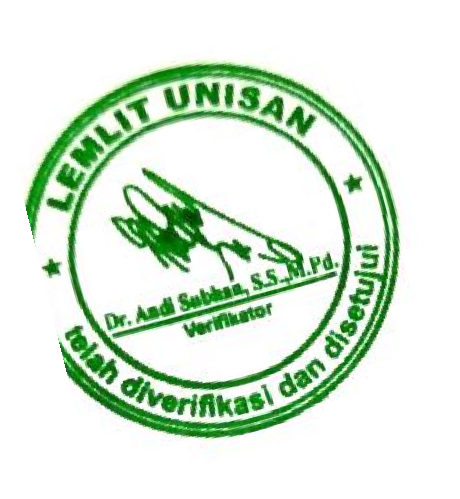 LEMLIT UNISAN
Dr. Andi Subhan, S.S.,M.Pd.
Verifikator
telah diverifikasi dan disetujui